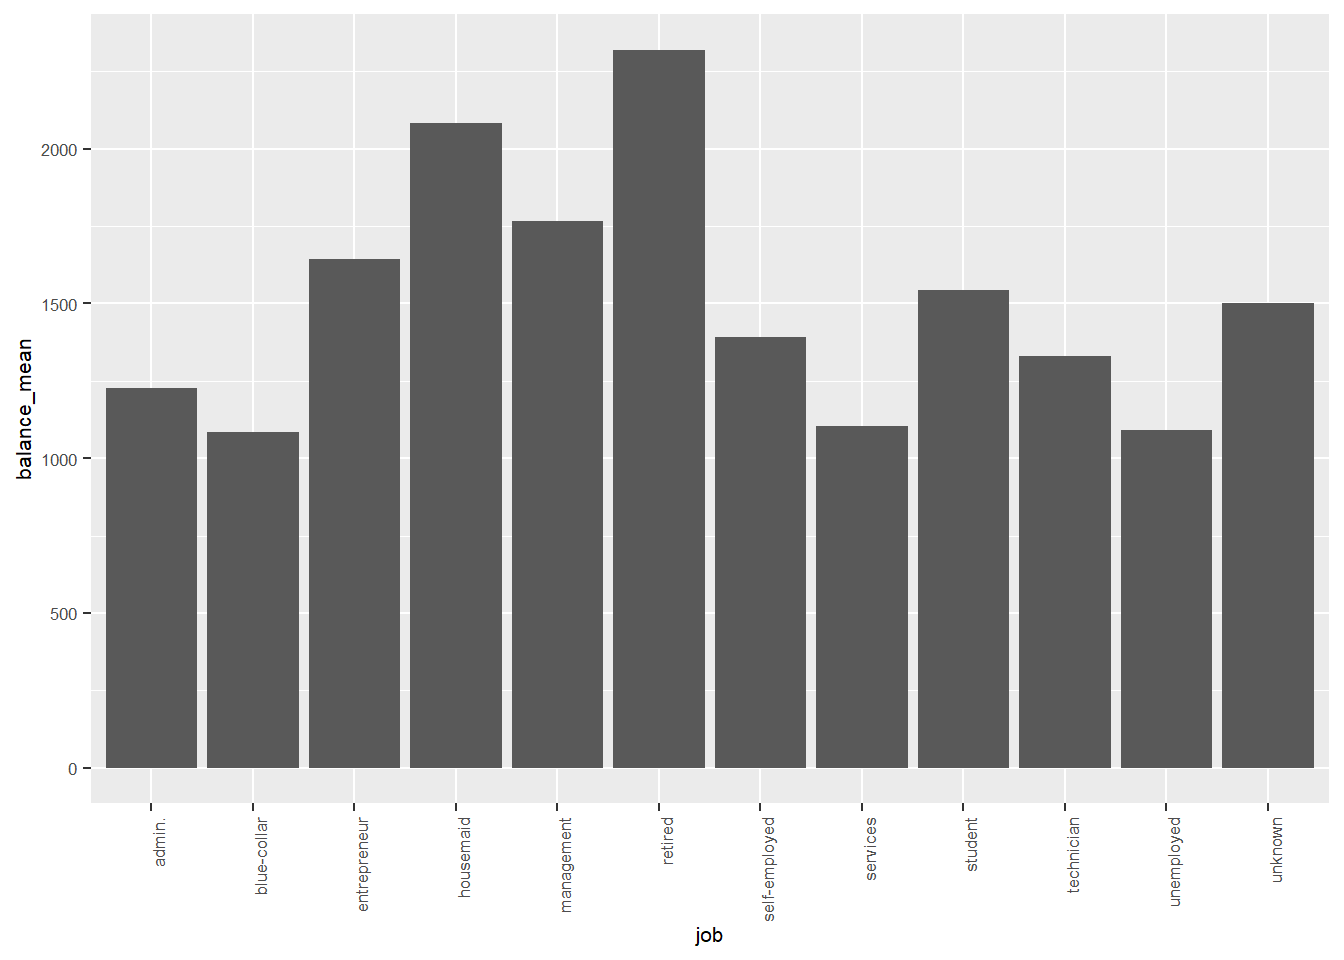 balance_mean
2000
1500
1000
500
0
admin.
blue-collar
entrepreneur
housemaid
management
retired
self-employed
services
student
technician
unemployed
unknown
job